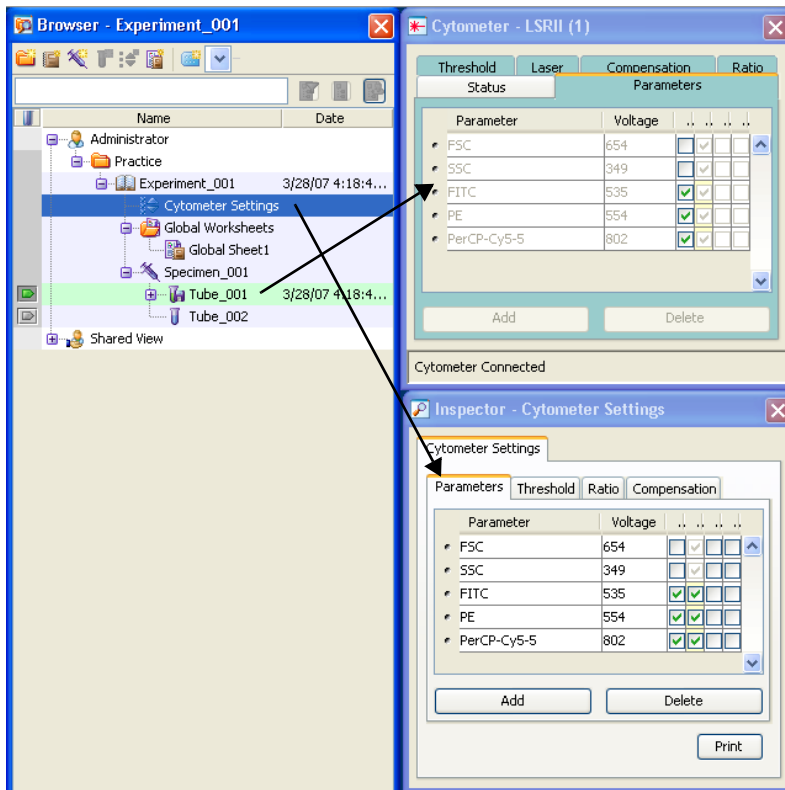 Browser - Experiment_001
Name Date
Administrator
Practice
Experiment_001 3/28/07 4:18:4...
Cytometer Settings
Global Worksheets
Global Sheet1
Specimen_001
Tube_001 3/28/07 4:18:4...
Tube_002
Shared View
Cytometer - LSRII (1)
Threshold Laser Compensation Ratio
Status Parameters
Parameter Voltage .. .. .. ..
FSC 654
SSC 349
FITC 535
PE 554
PerCP-Cy5-5 802
Add Delete
Cytometer Connected
Inspector - Cytometer Settings
Cytometer Settings
Parameters Threshold Ratio Compensation
Parameter Voltage .. .. .. ..
FSC 654
SSC 349
FITC 535
PE 554
PerCP-Cy5-5 802
Add Delete
Print